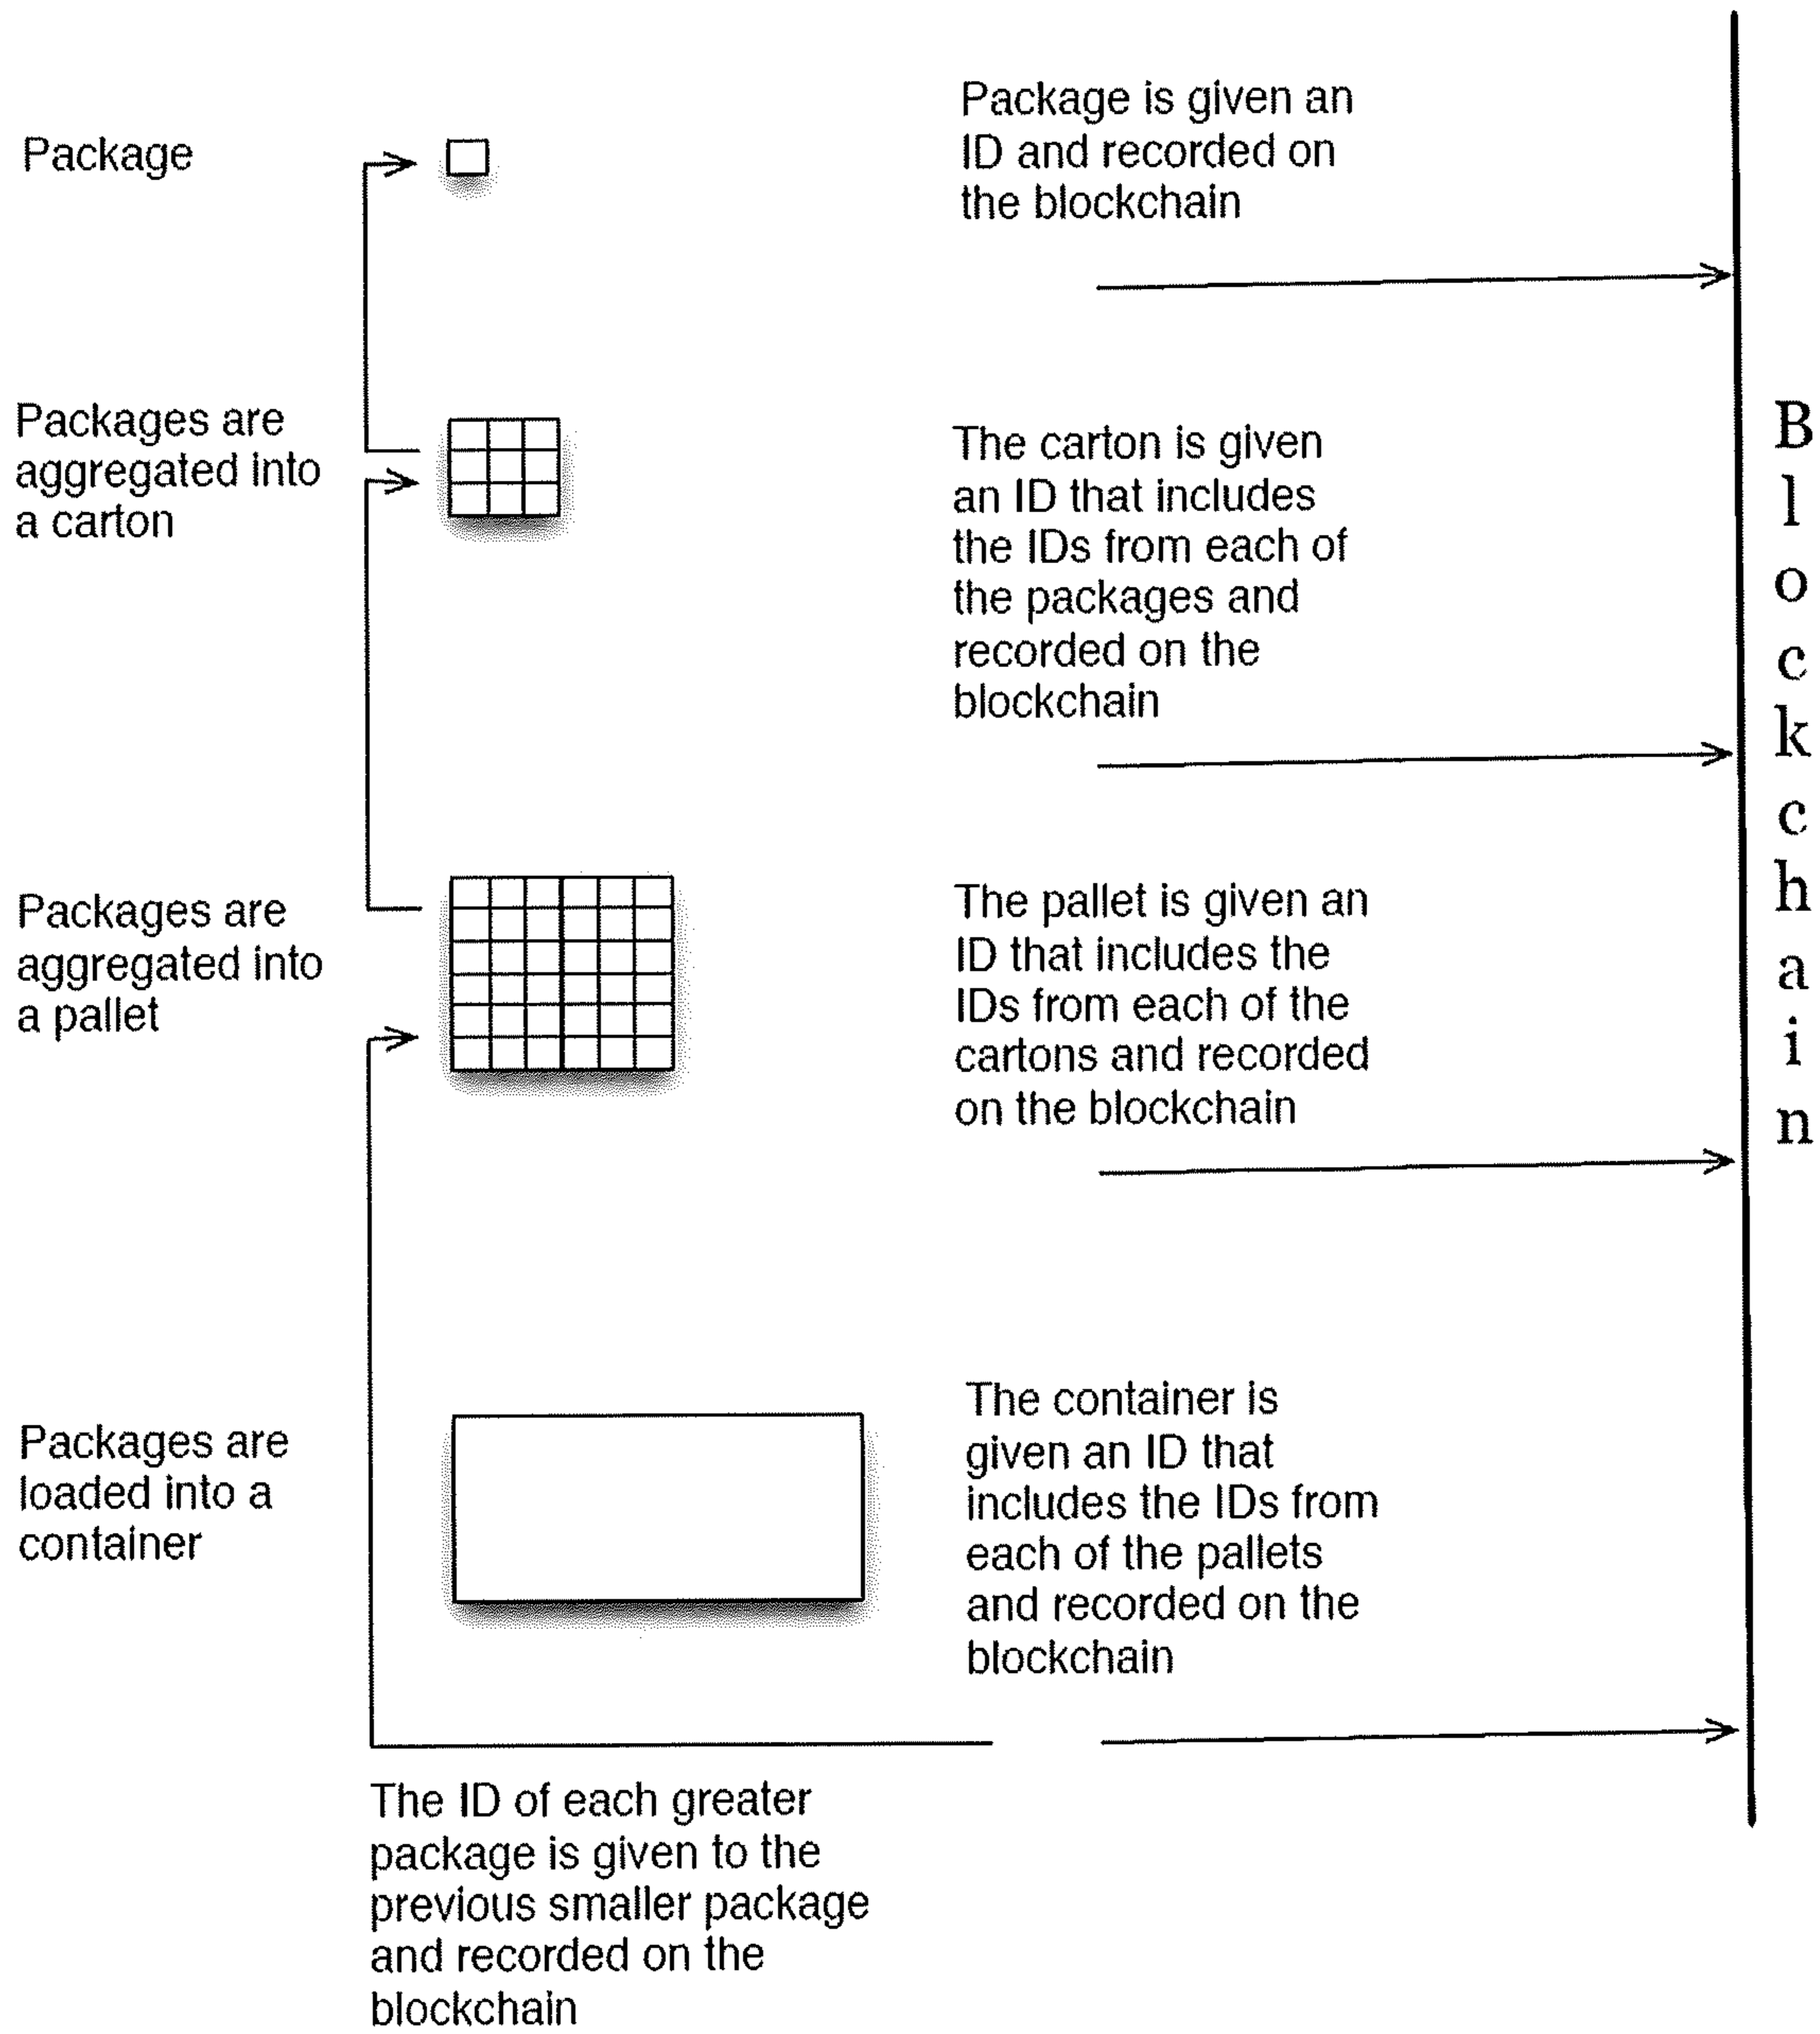 Package
Package is given an
ID and recorded on
the blockchain
Packages are
aggregated into
a carton
The carton is given
an ID that includes
the IDs from each of
the packages and
recorded on the
blockchain
Packages are
aggregated into
a pallet
The pallet is given an
ID that includes the
IDs from each of the
cartons and recorded
on the blockchain
Packages are
loaded into a
container
The container is
given an ID that
includes the IDs from
each of the pallets
and recorded on the
blockchain
The ID of each greater
package is given to the
previous smaller package
and recorded on the
blockchain
B
l
o
c
k
c
h
a
i
n